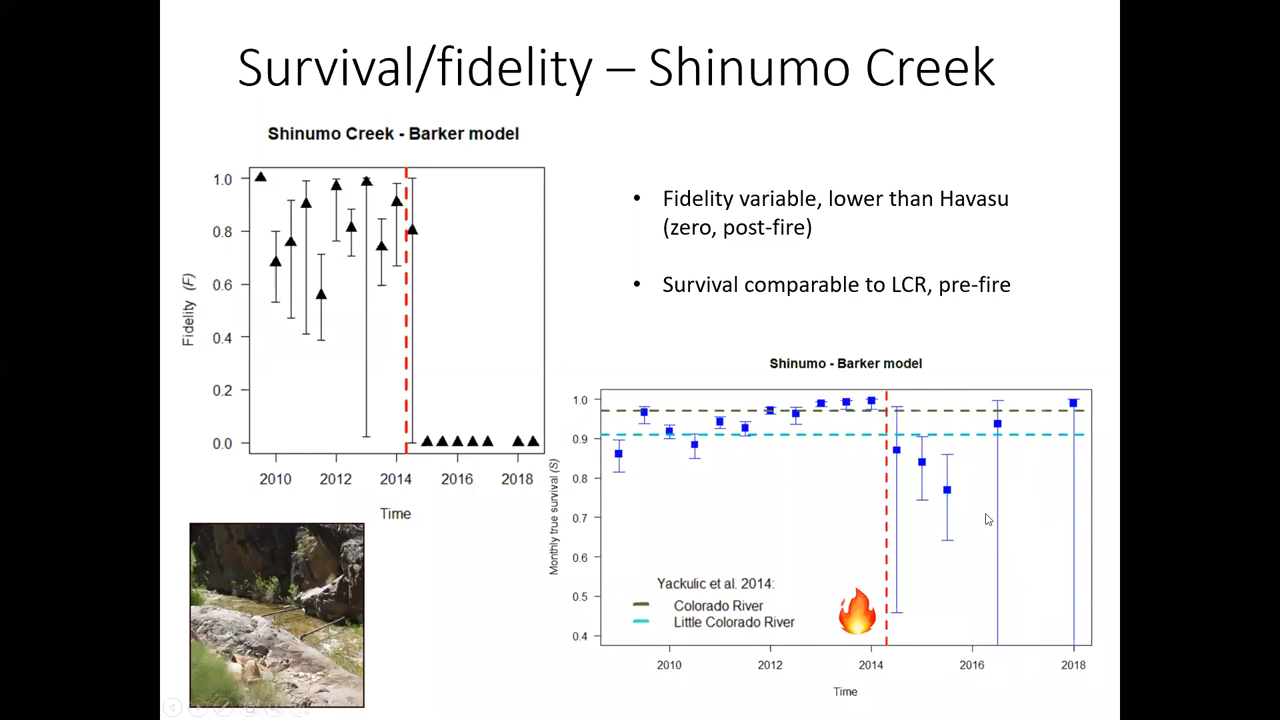 Survival/fidelity – Shinumo Creek
Shinumo Creek - Barker model
1.0
0.8
0.6
0.4
0.2
0.0
Fidelity (F)
2010 2012 2014 2016 2018
Time
• Fidelity variable, lower than Havasu
(zero, post-fire)
• Survival comparable to LCR, pre-fire
Shinumo - Barker model
1.0
0.9
0.8
0.7
0.6
0.5
0.4
Monthly true survival (S)
Yackulic et al. 2014:
Colorado River
Little Colorado River
2010 2012 2014 2016 2018
Time